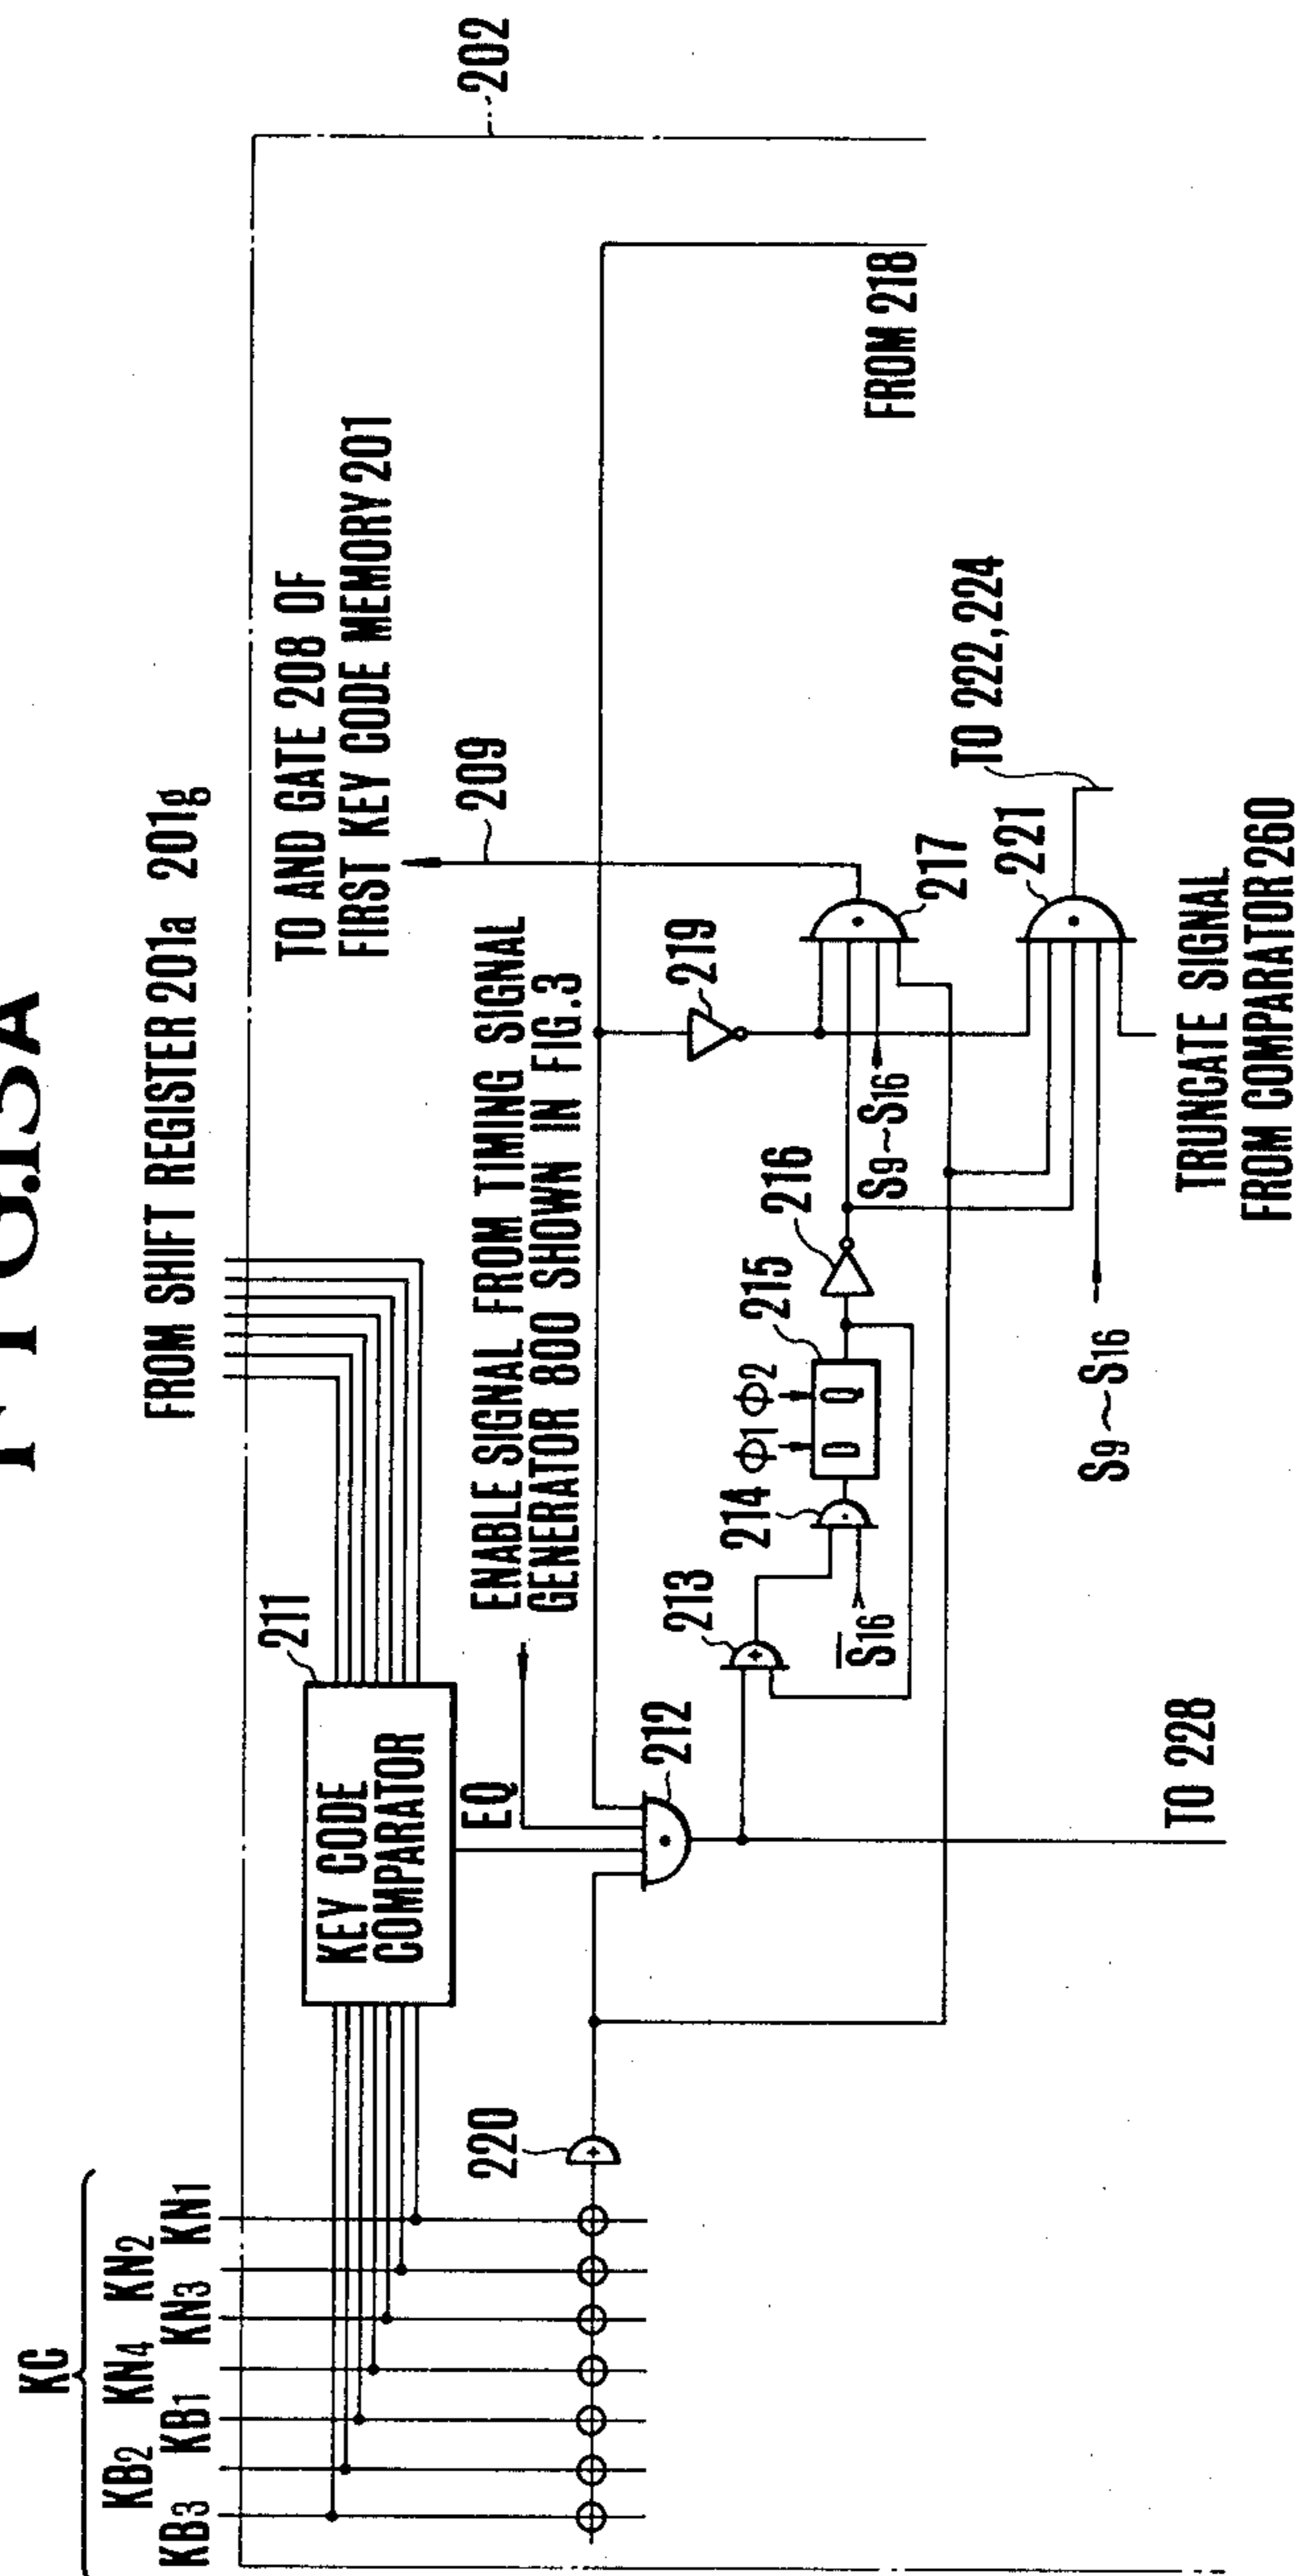 FIG.15A
KC
KB3 KB2 KB1 KN4 KN3 KN2 KN1
FROM SHIFT REGISTER 201a 201g
202
211
KEY CODE
COMPARATOR
TO AND GATE 208 OF
FIRST KEY CODE MEMORY 201
209
EQ
ENABLE SIGNAL FROM TIMING SIGNAL
GENERATOR 800 SHOWN IN FIG.3
220
212
213
214
Φ1 Φ2
215
D Q
216
219
217
S9~S16
S̅16
FROM 218
221
TO 222,224
S9~S16
TO 228
TRUNCATE SIGNAL
FROM COMPARATOR 260